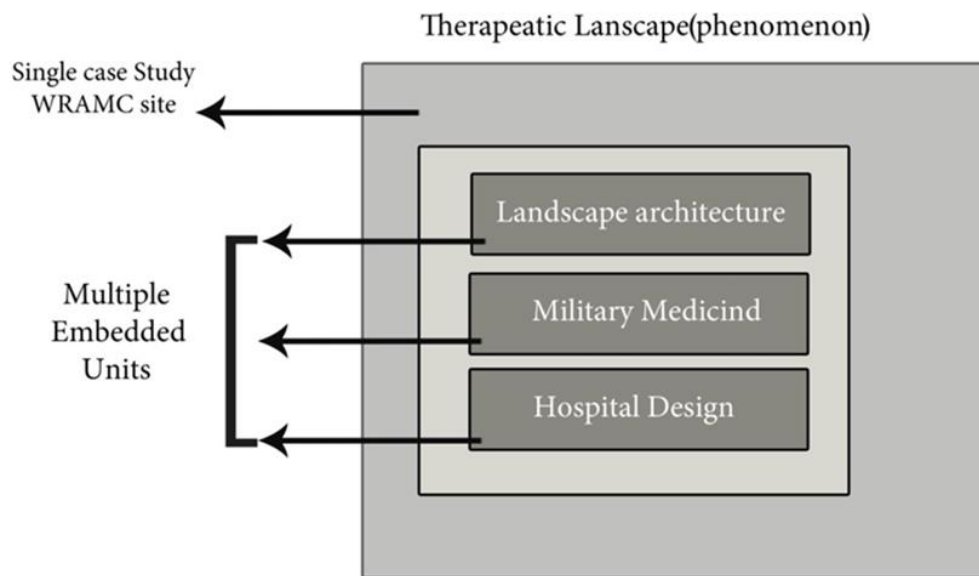 Therapeatic Lanscape(phenomenon)
Single case Study
WRAMC site
Landscape architecture
Military Medicind
Hospital Design
Multiple
Embedded
Units